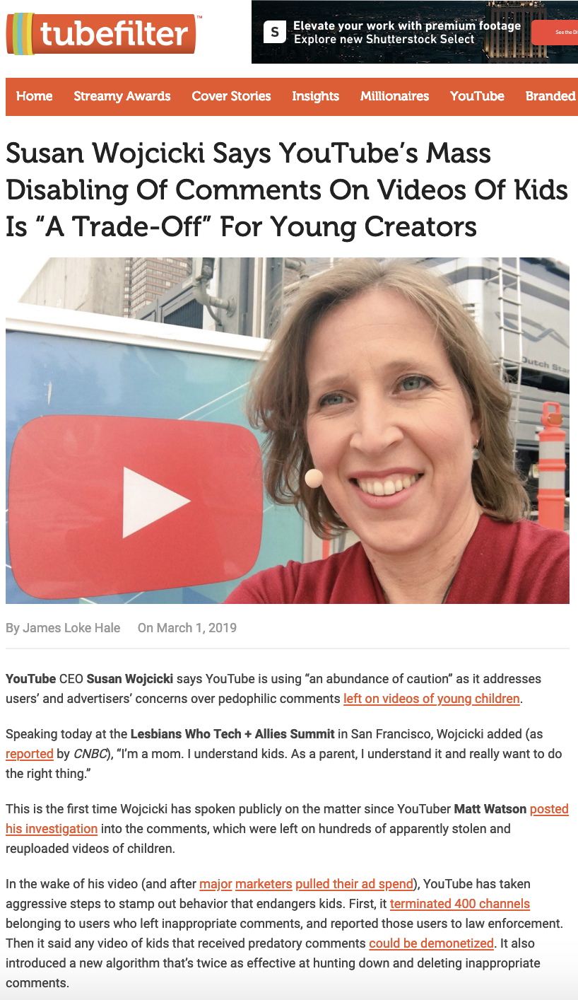 tubefilter™
S
Elevate your work with premium footage
Explore new Shutterstock Select
See the Di
Home Streamy Awards Cover Stories Insights Millionaires YouTube Branded
Susan Wojcicki Says YouTube’s Mass
Disabling Of Comments On Videos Of Kids
Is “A Trade-Off” For Young Creators
Dutch Star
By James Loke Hale On March 1, 2019
YouTube CEO Susan Wojcicki says YouTube is using “an abundance of caution” as it addresses
users’ and advertisers’ concerns over pedophilic comments left on videos of young children.
Speaking today at the Lesbians Who Tech + Allies Summit in San Francisco, Wojcicki added (as
reported by CNBC), “I’m a mom. I understand kids. As a parent, I understand it and really want to do
the right thing.”
This is the first time Wojcicki has spoken publicly on the matter since YouTuber Matt Watson posted
his investigation into the comments, which were left on hundreds of apparently stolen and
reuploaded videos of children.
In the wake of his video (and after major marketers pulled their ad spend), YouTube has taken
aggressive steps to stamp out behavior that endangers kids. First, it terminated 400 channels
belonging to users who left inappropriate comments, and reported those users to law enforcement.
Then it said any video of kids that received predatory comments could be demonetized. It also
introduced a new algorithm that’s twice as effective at hunting down and deleting inappropriate
comments.